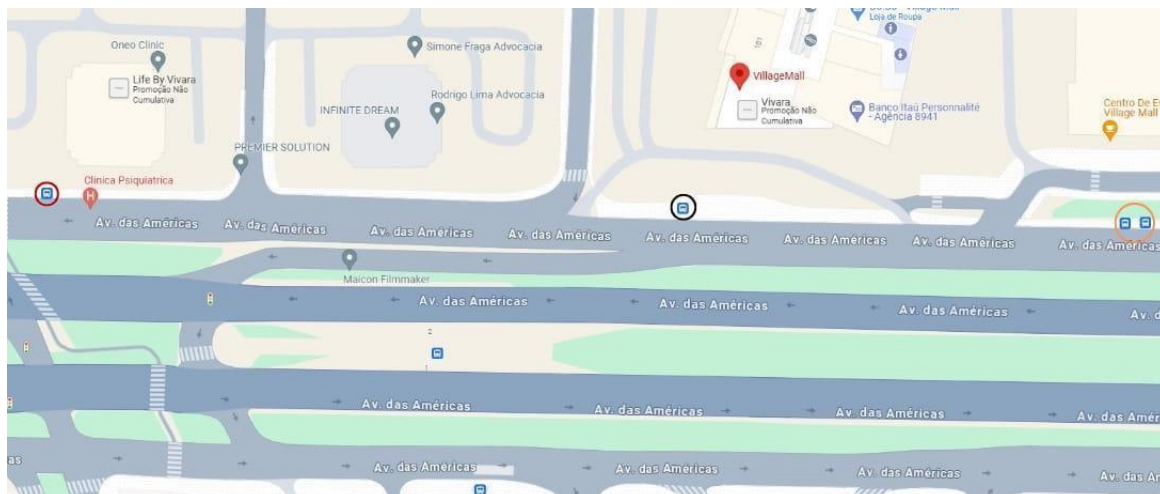 Loja de Roupa
Oneo Clinic
Simone Fraga Advocacia
101
Life By Vivara
Promoção Não
Cumulativa
VillageMall
Rodrigo Lima Advocacia
INFINITE DREAM
Vivara
Promoção Não
Cumulativa
Banco Itaú Personnalité
- Agência 8941
Village Mall
PREMIER SOLUTION
Clinica Psiquiatrica
H
Av. das Américas
Av. das Américas
Av. das Américas
Av. das Américas
Av. das Américas
Av. das Américas
Av. das Américas
Av. das Américas
Maicon Filmmaker
Av. das Américas
Av. das Américas
Av. das Américas
Av. d
2
1
Av. das Américas
Av. das Américas
Av. das Américas
Av. das Amér
as
Av. das Américas
Av. das Américas
Av. das Américas
Av. das Am